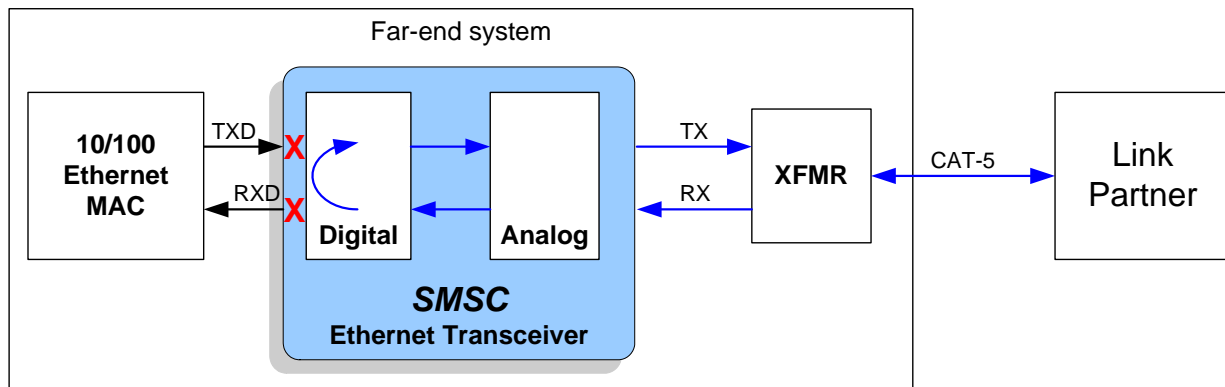 Far-end system
10/100
Ethernet
MAC
TXD
RXD
X
X
Digital
Analog
SMSC
Ethernet Transceiver
TX
RX
XFMR
CAT-5
Link
Partner